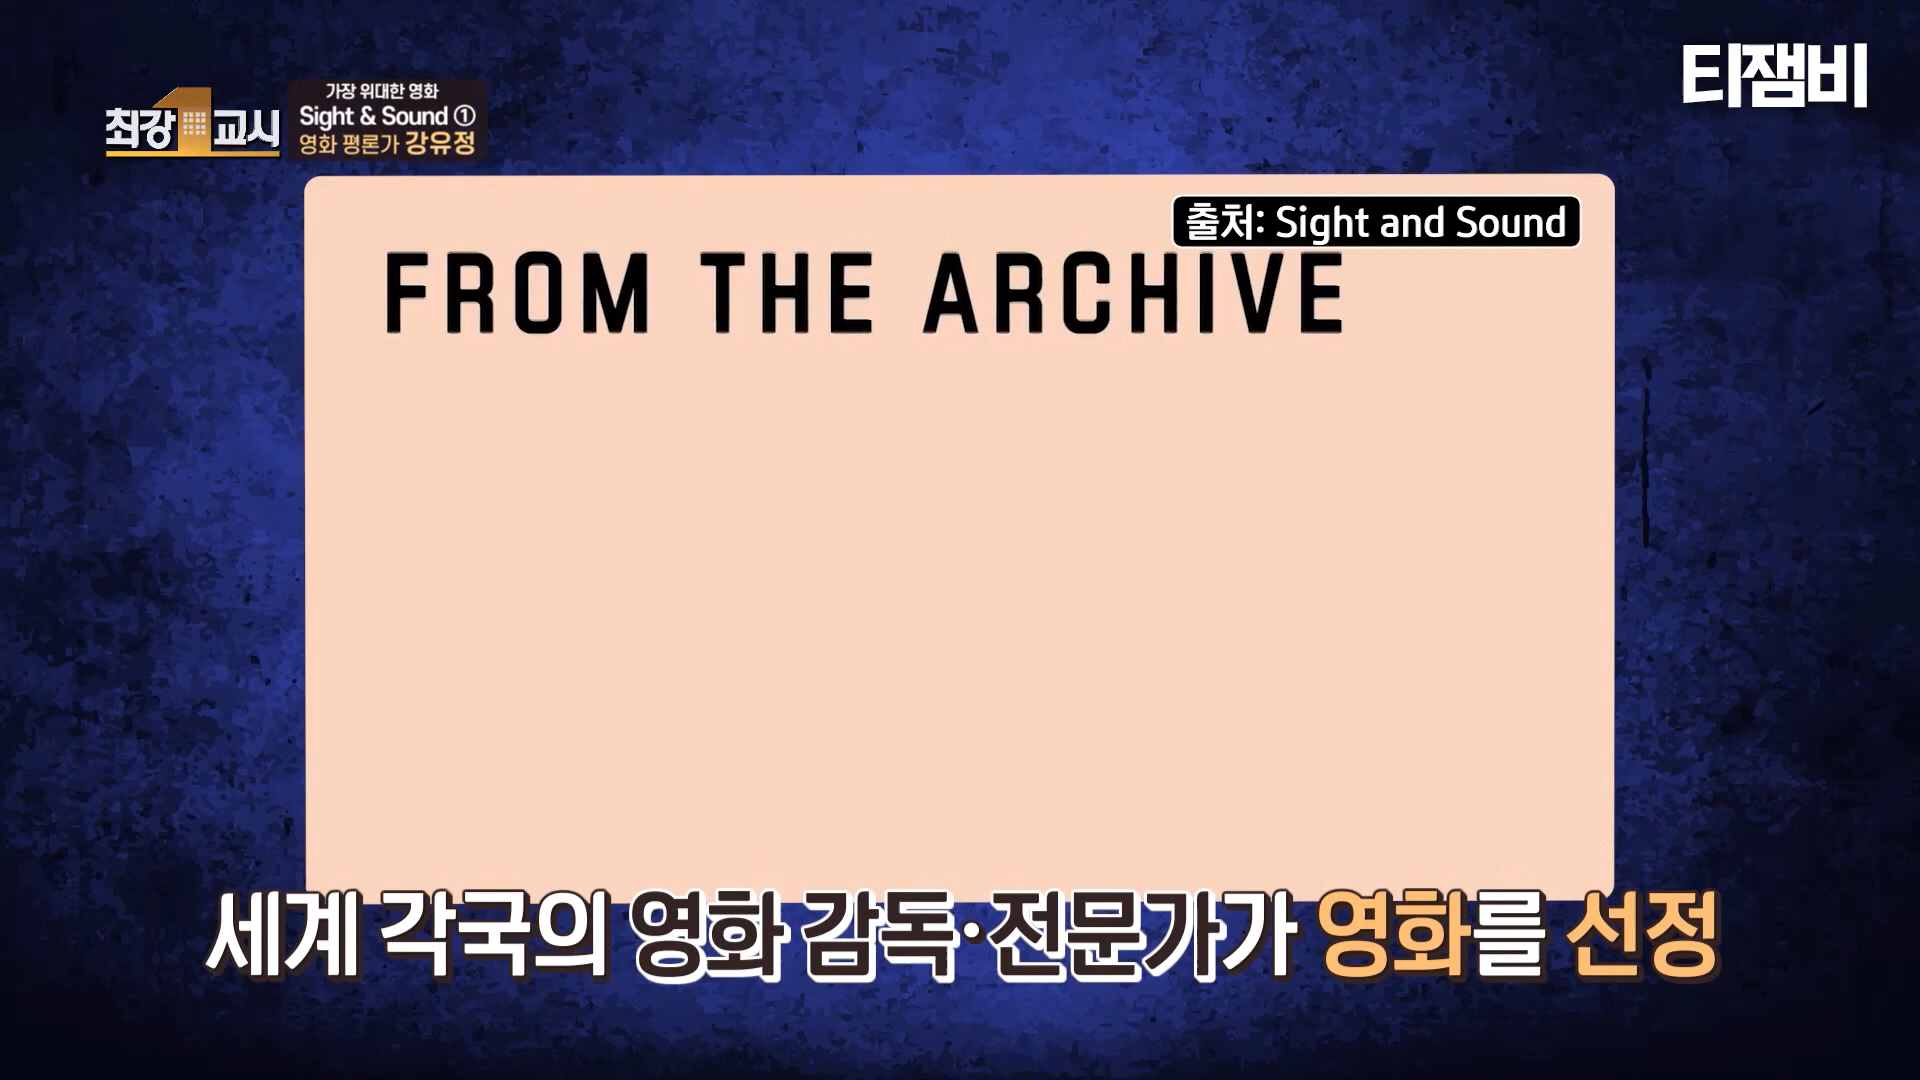 티잼비
최강1교시
가장 위대한 영화
Sight & Sound ①
영화 평론가 강유정
출처: Sight and Sound
FROM THE ARCHIVE
세계 각국의 영화 감독·전문가가 영화를 선정